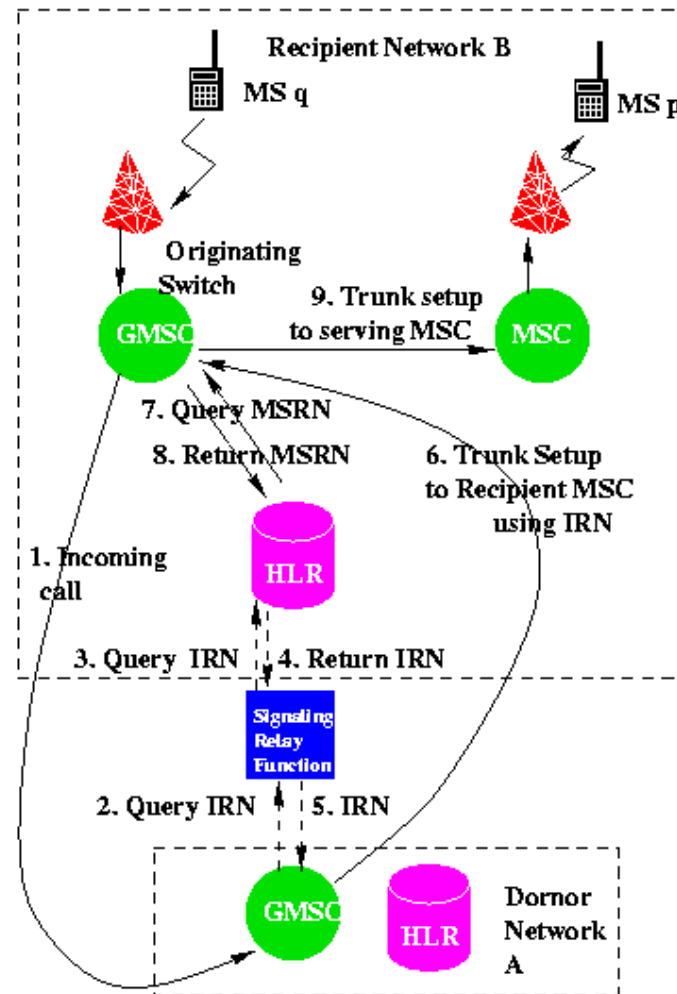 Recipient Network B
MS q
MS p
Originating
Switch
9. Trunk setup
to serving MSC
GMSC
MSC
7. Query MSRN
8. Return MSRN
6. Trunk Setup
to Recipient MSC
using IRN
1. Incoming
call
HLR
3. Query IRN
4. Return IRN
Signaling
Relay
Function
2. Query IRN
5. IRN
GMSC
HLR
Dornor
Network
A